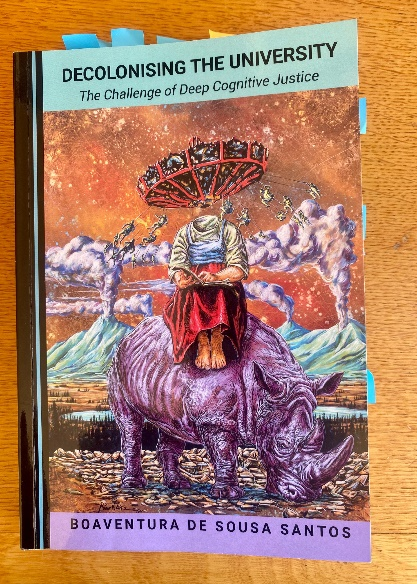 DECOLONISING THE UNIVERSITY
The Challenge of Deep Cognitive Justice
BOAVENTURA DE SOUSA SANTOS